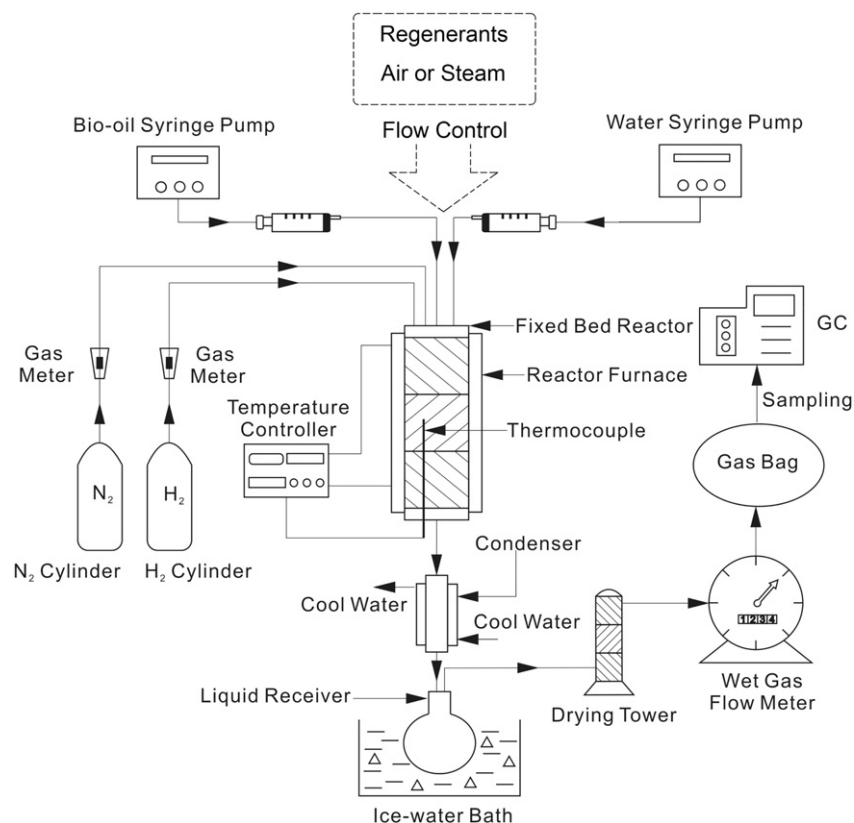 Regenerants
Air or Steam
Flow Control
Bio-oil Syringe Pump
Water Syringe Pump
Gas
Meter
Gas
Meter
Fixed Bed Reactor
GC
Reactor Furnace
Temperature
Controller
Sampling
Thermocouple
Gas Bag
N₂
H₂
N₂ Cylinder
H₂ Cylinder
Condenser
Cool Water
Cool Water
1234
Liquid Receiver
Drying Tower
Wet Gas
Flow Meter
Ice-water Bath